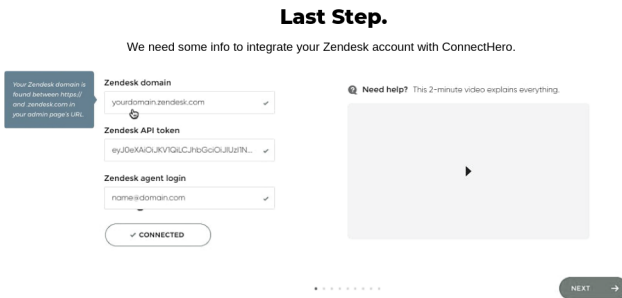 Last Step.
We need some info to integrate your Zendesk account with ConnectHero.
Your Zendesk domain is
found between https://
and .zendesk.com in
your admin page's URL.
Zendesk domain
yourdomain.zendesk.com
Zendesk API token
eyJ0eXAiOiJKV1QiLCJhbGciOiJIUzI1N...
Zendesk agent login
name@domain.com
CONNECTED
Need help? This 2-minute video explains everything.
NEXT